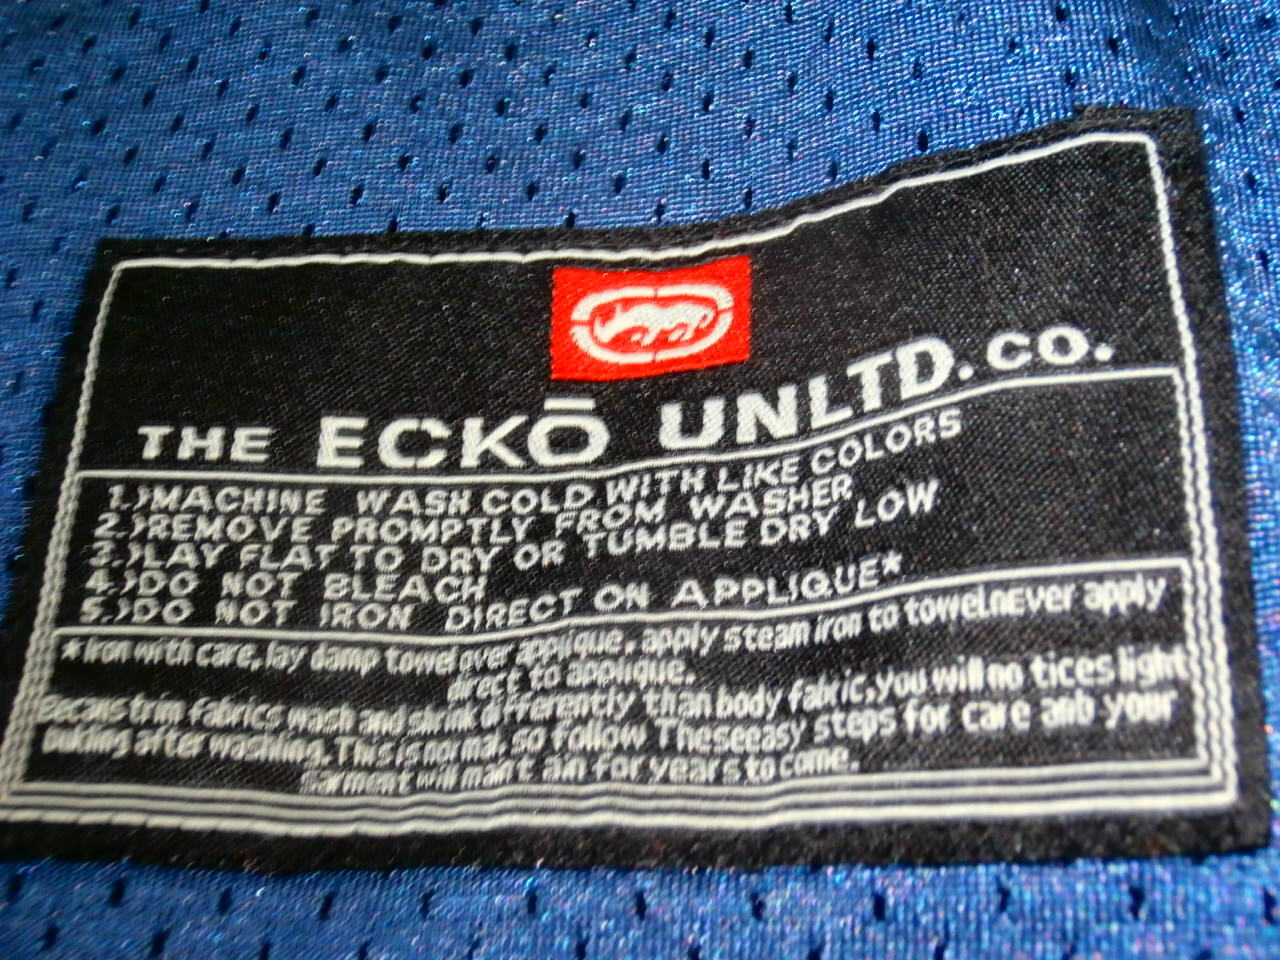 THE ECKŌ UNLTD. CO.
1.)MACHINE WASH COLD WITH LIKE COLORS
2.)REMOVE PROMPTLY FROM WASHER
3.)LAY FLAT TO DRY OR TUMBLE DRY LOW
4.)DO NOT BLEACH
5.)DO NOT IRON DIRECT ON APPLIQUE*
*Iron with care, lay damp towel over applique, apply steam iron to towel.nEver apply
direct to applique.
Becaus trim fabrics wash and shrink differently than body fabric,you will no tices light
after washing. This is normal, so follow Theseeasy steps for care anb your
Garment will main't ain for years to come.